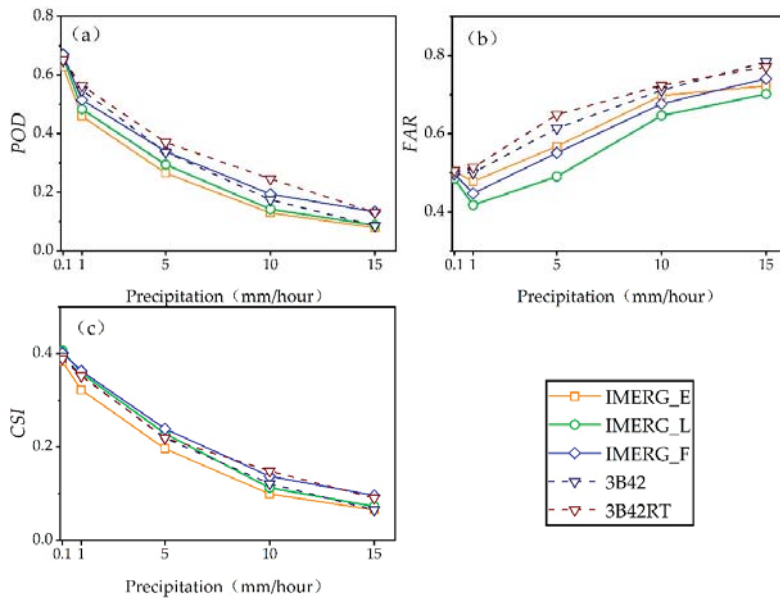 (a)
POD
0.8
0.6
0.4
0.2
0.0
0.1 1 5 10 15
Precipitation（mm/hour）
(b)
FAR
0.8
0.6
0.4
0.1 1 5 10 15
Precipitation（mm/hour）
(c)
CSI
0.4
0.2
0.0
0.1 1 5 10 15
Precipitation（mm/hour）
IMERG_E
IMERG_L
IMERG_F
3B42
3B42RT